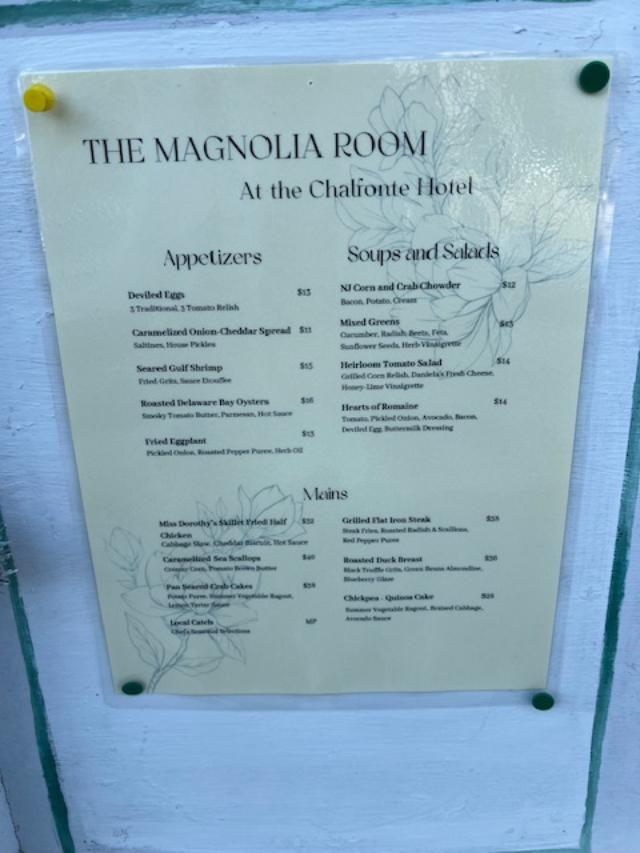 THE MAGNOLIA ROOM
At the Chalfonte Hotel
Appetizers
Deviled Eggs $13
3 Traditional, 3 Tomato Relish
Caramelized Onion-Cheddar Spread $11
Saltines, House Pickles
Seared Gulf Shrimp $15
Fried Grits, Sauce Etouffee
Roasted Delaware Bay Oysters $16
Smoky Tomato Butter, Parmesan, Hot Sauce
Fried Eggplant $13
Pickled Onion, Roasted Pepper Puree, Herb Oil
Soups and Salads
NJ Corn and Crab Chowder $12
Bacon, Potato, Cream
Mixed Greens $13
Cucumber, Radish, Beets, Feta,
Sunflower Seeds, Herb Vinaigrette
Heirloom Tomato Salad $14
Grilled Corn Relish, Daniela's Fresh Cheese,
Honey-Lime Vinaigrette
Hearts of Romaine $14
Tomato, Pickled Onion, Avocado, Bacon,
Deviled Egg, Buttermilk Dressing
Mains
Miss Dorothy's Skillet Fried Half $32
Chicken
Cabbage Slaw, Cheddar Biscuit, Hot Sauce
Caramelized Sea Scallops $40
Creamy Corn, Tomato Brown Butter
Pan Seared Crab Cakes $38
Potato Puree, Summer Vegetable Ragout,
Lemon Tartar Sauce
Local Catch MP
Chef's Seasonal Selections
Grilled Flat Iron Steak $38
Steak Fries, Roasted Radish & Scallions,
Red Pepper Puree
Roasted Duck Breast $36
Black Truffle Grits, Green Beans Almondine,
Blueberry Glaze
Chickpea - Quinoa Cake $28
Summer Vegetable Ragout, Braised Cabbage,
Avocado Sauce